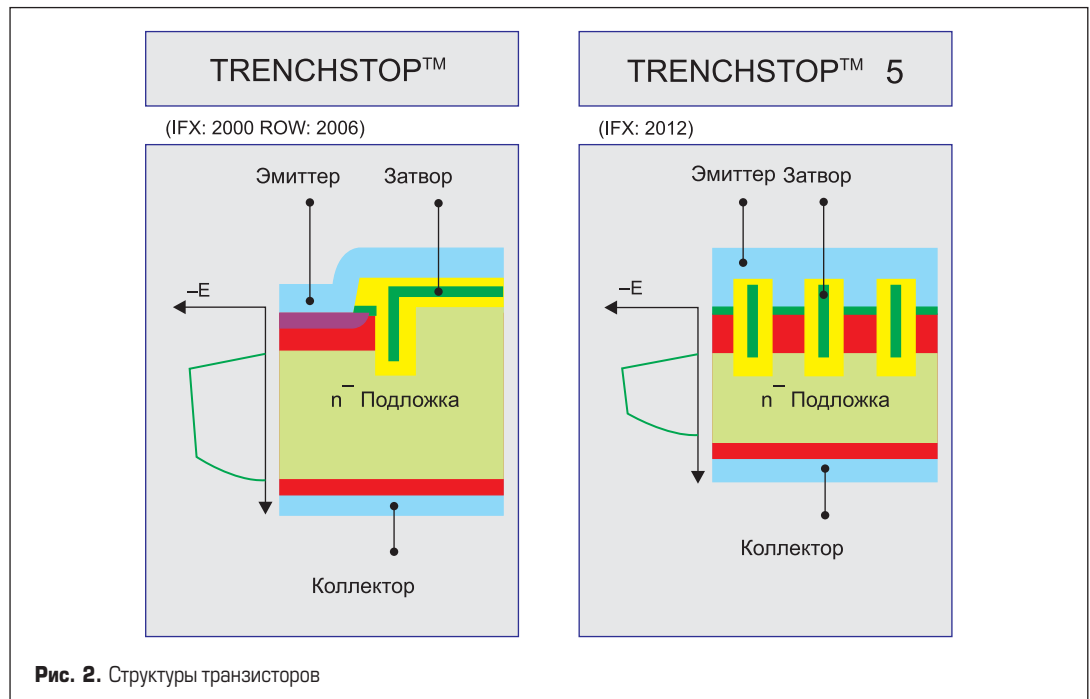 TRENCHSTOP™
(IFX: 2000 ROW: 2006)
Эмиттер
Затвор
–E
n⁻ Подложка
Коллектор
TRENCHSTOP™ 5
(IFX: 2012)
Эмиттер
Затвор
–E
n⁻ Подложка
Коллектор
Рис. 2. Структуры транзисторов